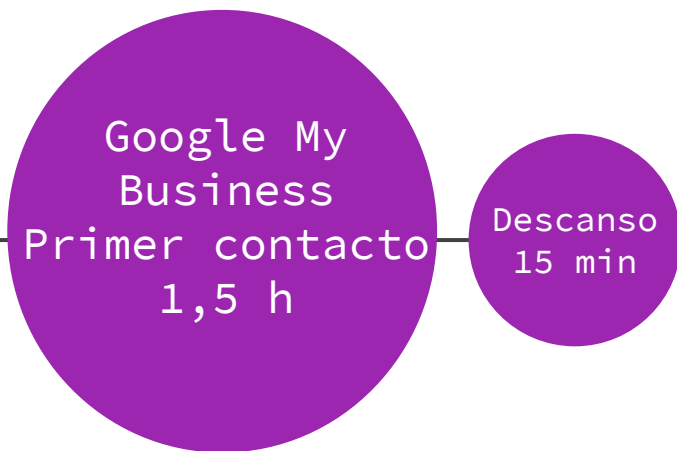 Google My
Business
Primer contacto
1,5 h
Descanso
15 min